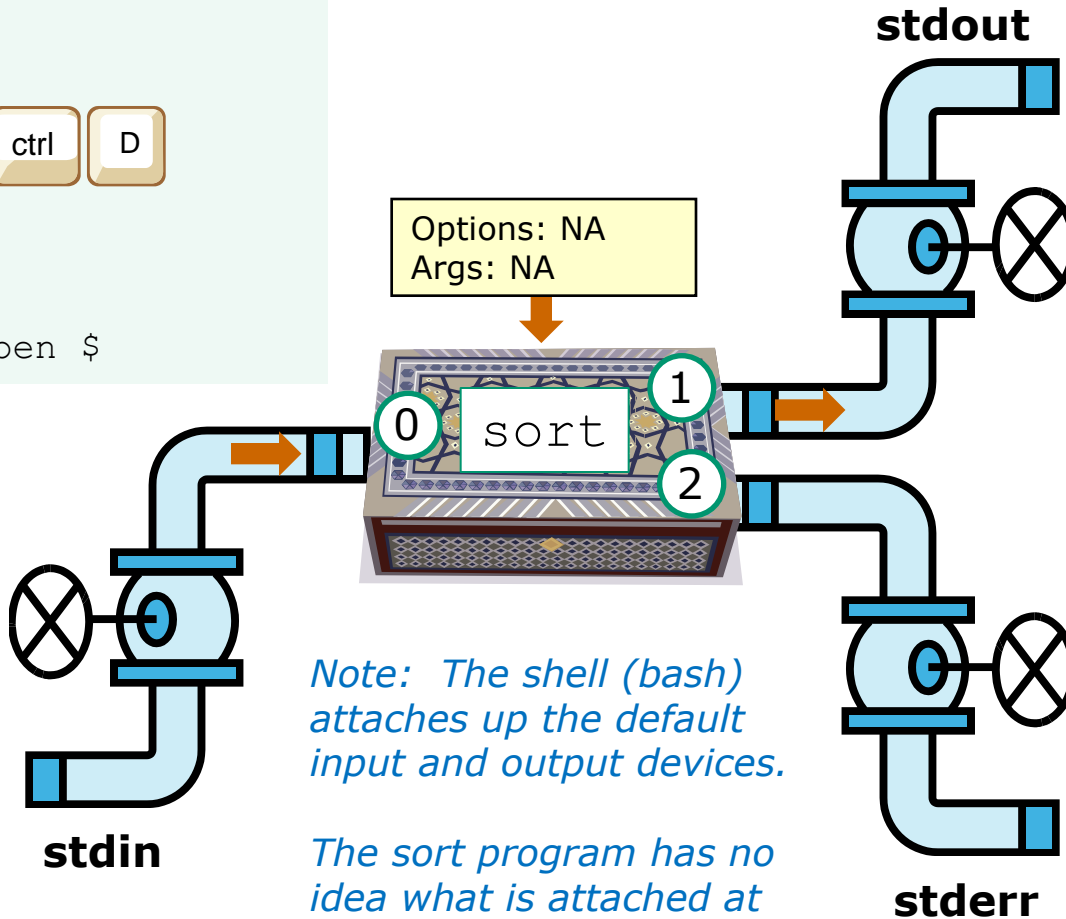 stdout
ctrl D
Options: NA
Args: NA
$
0
sort
1
2
Note: The shell (bash)
attaches up the default
input and output devices.
stdin
The sort program has no
idea what is attached at
stderr